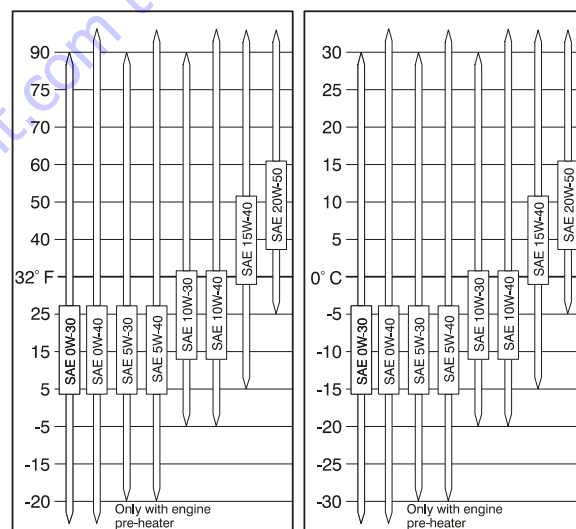 90
75
70
60
50
40
32° F
25
15
5
-5
-15
-20
SAE 0W-30
SAE 0W-40
SAE 5W-30
SAE 5W-40
SAE 10W-30
SAE 10W-40
SAE 15W-40
SAE 20W-50
Only with engine
pre-heater
30
25
20
15
10
5
0° C
-5
-10
-15
-20
-25
-30
SAE 0W-30
SAE 0W-40
SAE 5W-30
SAE 5W-40
SAE 10W-30
SAE 10W-40
SAE 15W-40
SAE 20W-50
Only with engine
pre-heater